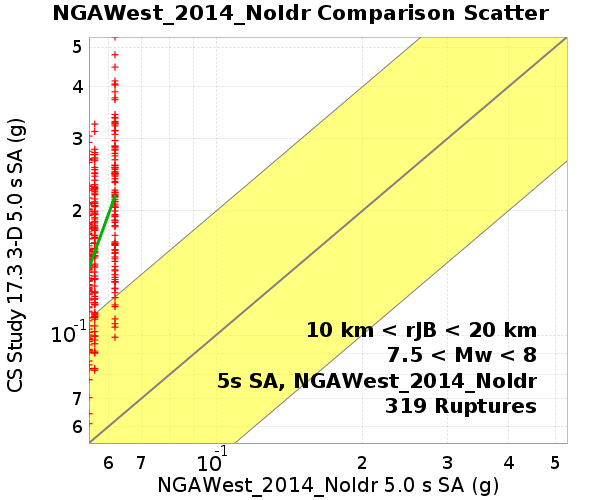 NGAWest_2014_NoIdr Comparison Scatter
CS Study 17.3 3-D 5.0 s SA (g)
5
4
3
2
10-1
7
6
10 km < rJB < 20 km
7.5 < Mw < 8
5s SA, NGAWest_2014_NoIdr
319 Ruptures
6 7 10-1 2 3 4 5
NGAWest_2014_NoIdr 5.0 s SA (g)